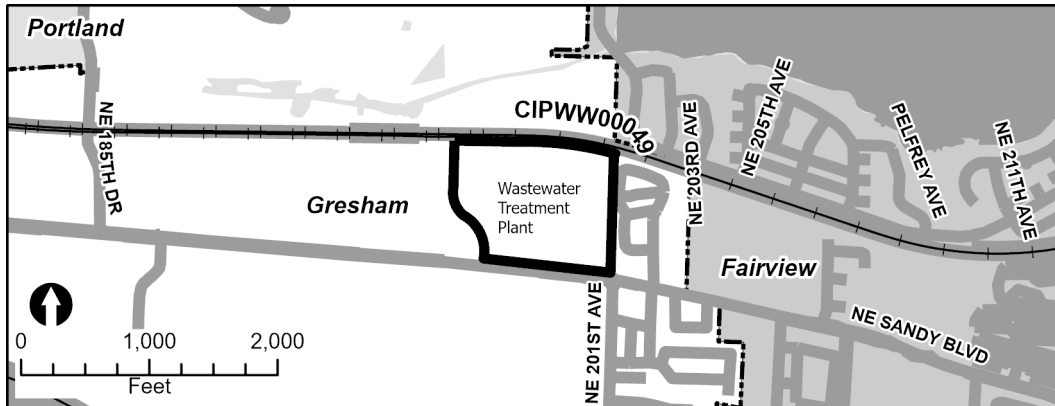 Portland
CIPWW00049
NE 185TH DR
NE 203RD AVE
NE 205TH AVE
PELFREY AVE
NE 211TH AVE
Gresham
Wastewater
Treatment
Plant
Fairview
NE 201ST AVE
NE SANDY BLVD
0 1,000 2,000
Feet